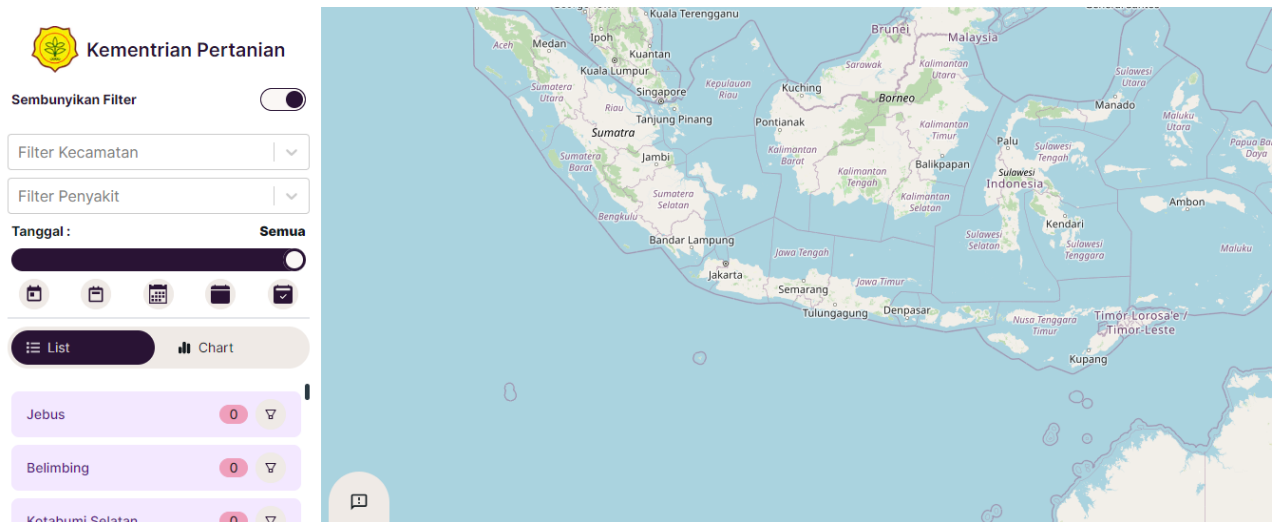 Kementrian Pertanian
Sembunyikan Filter
Filter Kecamatan
Filter Penyakit
Tanggal : Semua
List
Chart
Jebus 0
Belimbing 0
Kotabumi Selatan 0
Kuala Terengganu
Ipoh
Kuantan
Aceh
Medan
Kuala Lumpur
Sumatera
Utara
Singapore
Kepulauan
Riau
Riau
Tanjung Pinang
Sumatra
Sumatera
Barat
Jambi
Sumatera
Selatan
Bengkulu
Bandar Lampung
Jakarta
Jawa Tengah
Semarang
Jawa Timur
Tulungagung
Denpasar
Brunei
Malaysia
Sarawak
Kalimantan
Utara
Kuching
Borneo
Pontianak
Kalimantan
Timur
Kalimantan
Barat
Kalimantan
Tengah
Balikpapan
Kalimantan
Selatan
Sulawesi
Utara
Manado
Maluku
Utara
Palu
Sulawesi
Tengah
Papua Ba
Daya
Sulawesi
Indonesia
Ambon
Kendari
Sulawesi
Selatan
Sulawesi
Tenggara
Maluku
Nusa Tenggara
Timur
Timór Lorosa'e /
Timor-Leste
Kupang